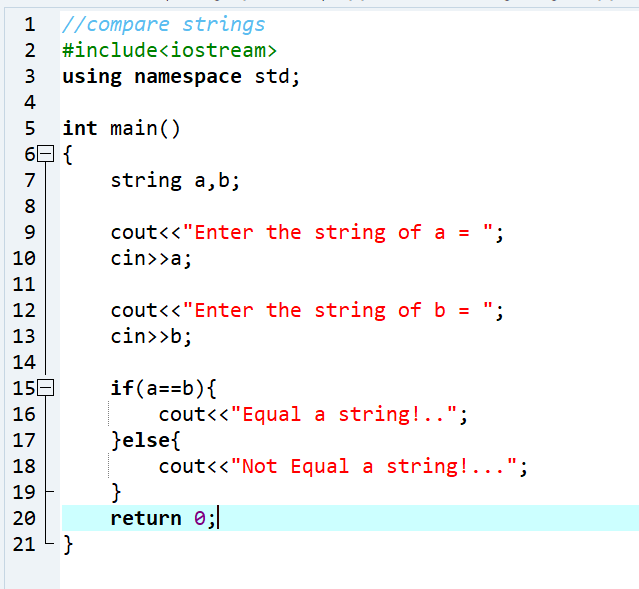 1 //compare strings
2 #include<iostream>
3 using namespace std;
4
5 int main()
6 {
7 string a,b;
8
9 cout<<"Enter the string of a = ";
10 cin>>a;
11
12 cout<<"Enter the string of b = ";
13 cin>>b;
14
15 if(a==b){
16 cout<<"Equal a string!..";
17 }else{
18 cout<<"Not Equal a string!...";
19 }
20 return 0;
21 }